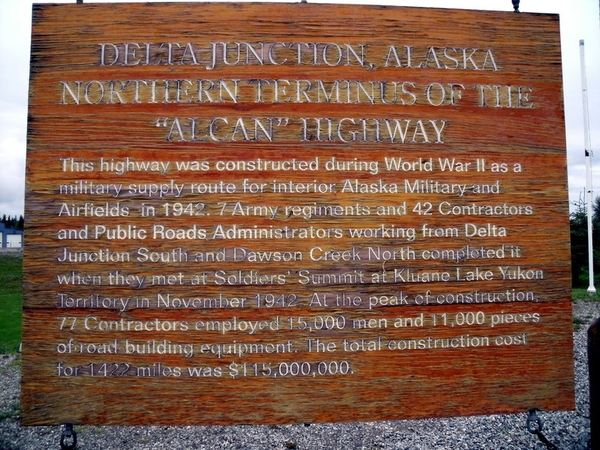 DELTA JUNCTION, ALASKA
NORTHERN TERMINUS OF THE
"ALCAN" HIGHWAY
This highway was constructed during World War II as a
military supply route for interior Alaska Military and
Airfields. In 1942. 7 Army regiments and 42 Contractors
and Public Roads Administrators working from Delta
Junction South and Dawson Creek North completed it
when they met at Soldiers' Summit at Kluane Lake Yukon
Territory in November 1942. At the peak of construction,
77 Contractors employed 15,000 men and 11,000 pieces
of road building equipment. The total construction cost
for 1422 miles was $115,000,000.